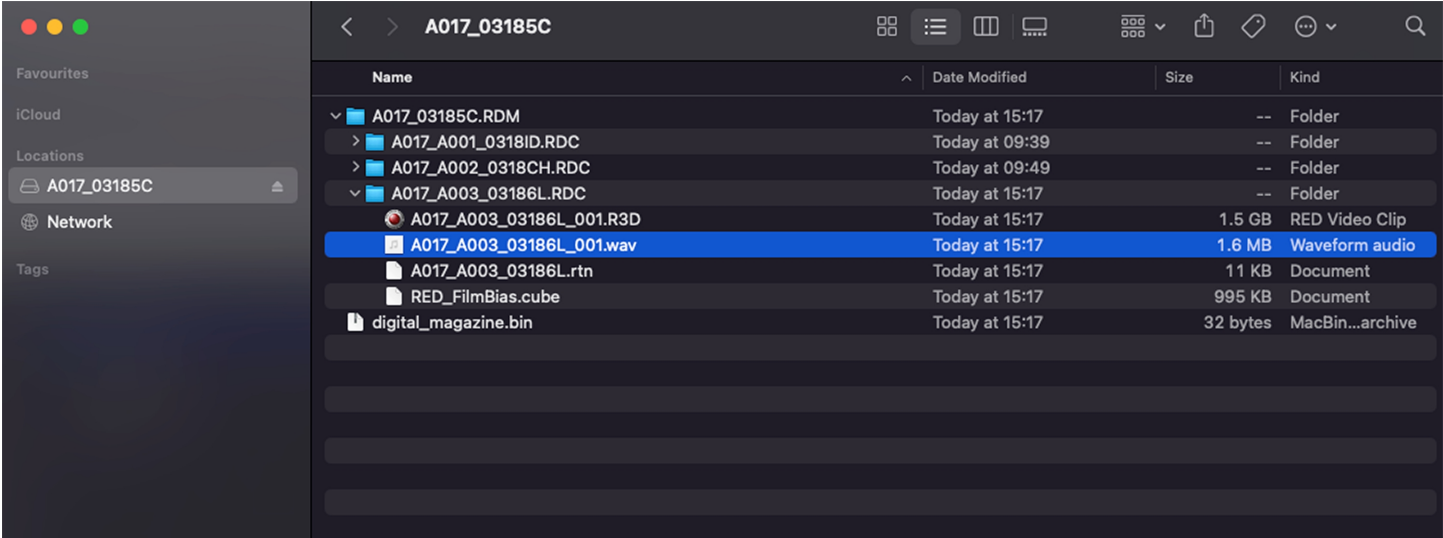 A017_03185C
Favourites
iCloud
Locations
A017_03185C
Network
Tags
Name Date Modified Size Kind
A017_03185C.RDM Today at 15:17 -- Folder
A017_A001_0318ID.RDC Today at 09:39 -- Folder
A017_A002_0318CH.RDC Today at 09:49 -- Folder
A017_A003_03186L.RDC Today at 15:17 -- Folder
A017_A003_03186L_001.R3D Today at 15:17 1.5 GB RED Video Clip
A017_A003_03186L_001.wav Today at 15:17 1.6 MB Waveform audio
A017_A003_03186L.rtn Today at 15:17 11 KB Document
RED_FilmBias.cube Today at 15:17 995 KB Document
digital_magazine.bin Today at 15:17 32 bytes MacBin...archive